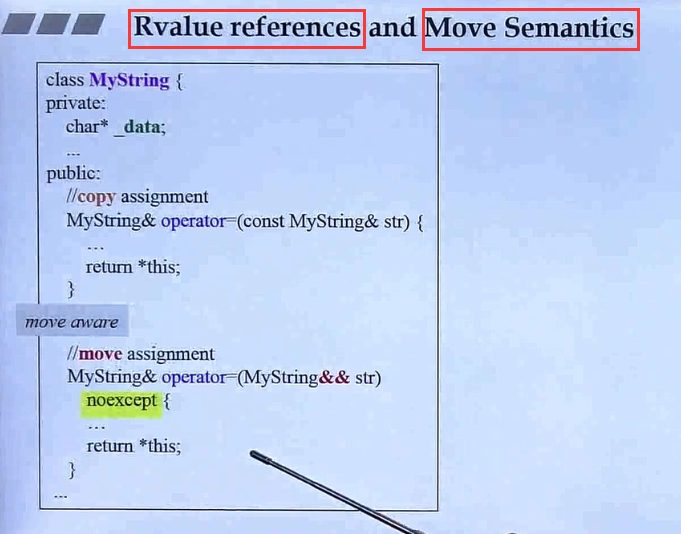 Rvalue references and Move Semantics
class MyString {
private:
char* _data;
...
public:
//copy assignment
MyString& operator=(const MyString& str) {
...
return *this;
}
move aware
//move assignment
MyString& operator=(MyString&& str)
noexcept {
...
return *this;
}
...